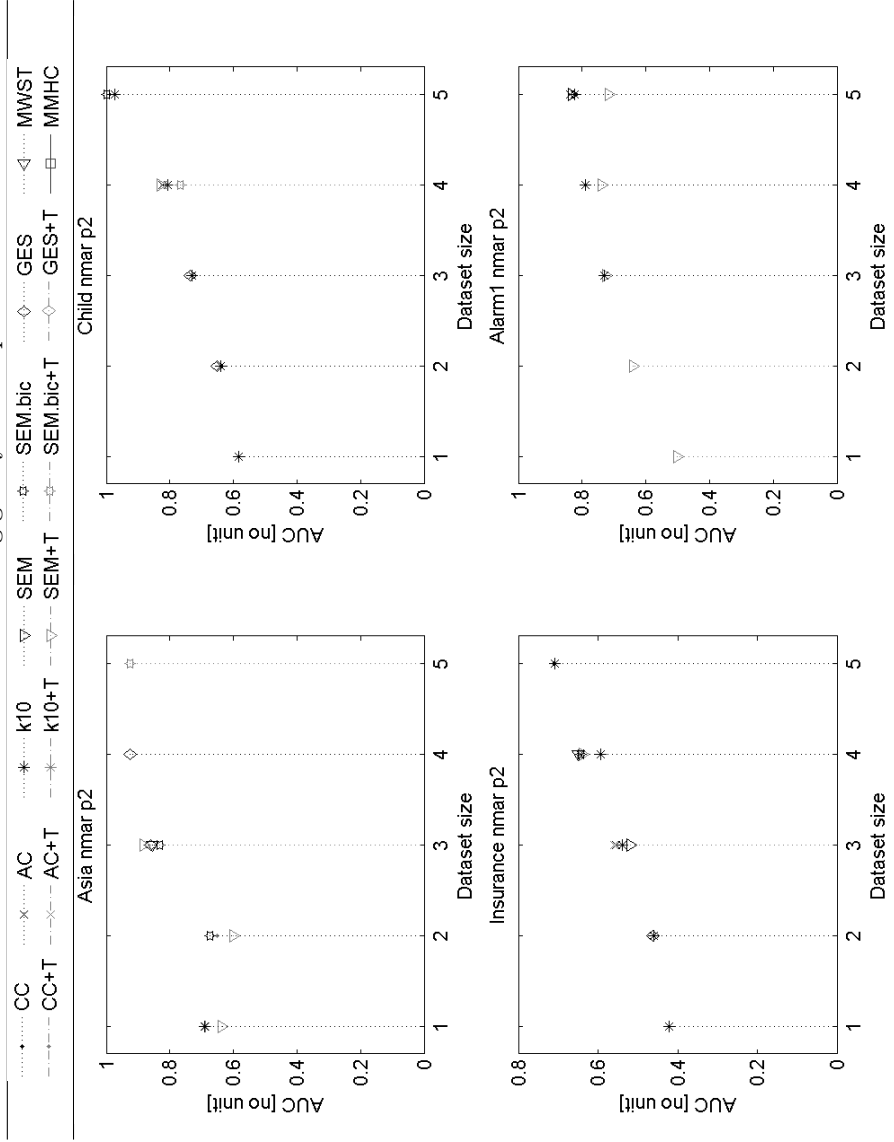 CC AC k10 SEM SEM.bic GES MWST
CC+T AC+T k10+T SEM+T SEM.bic+T GES+T MMHC
Asia nmar p2
1
0.8
0.6
0.4
0.2
0
AUC [no unit]
1 2 3 4 5
Dataset size
Child nmar p2
1
0.8
0.6
0.4
0.2
0
AUC [no unit]
1 2 3 4 5
Dataset size
Insurance nmar p2
0.8
0.6
0.4
0.2
0
AUC [no unit]
1 2 3 4 5
Dataset size
Alarm1 nmar p2
1
0.8
0.6
0.4
0.2
0
AUC [no unit]
1 2 3 4 5
Dataset size